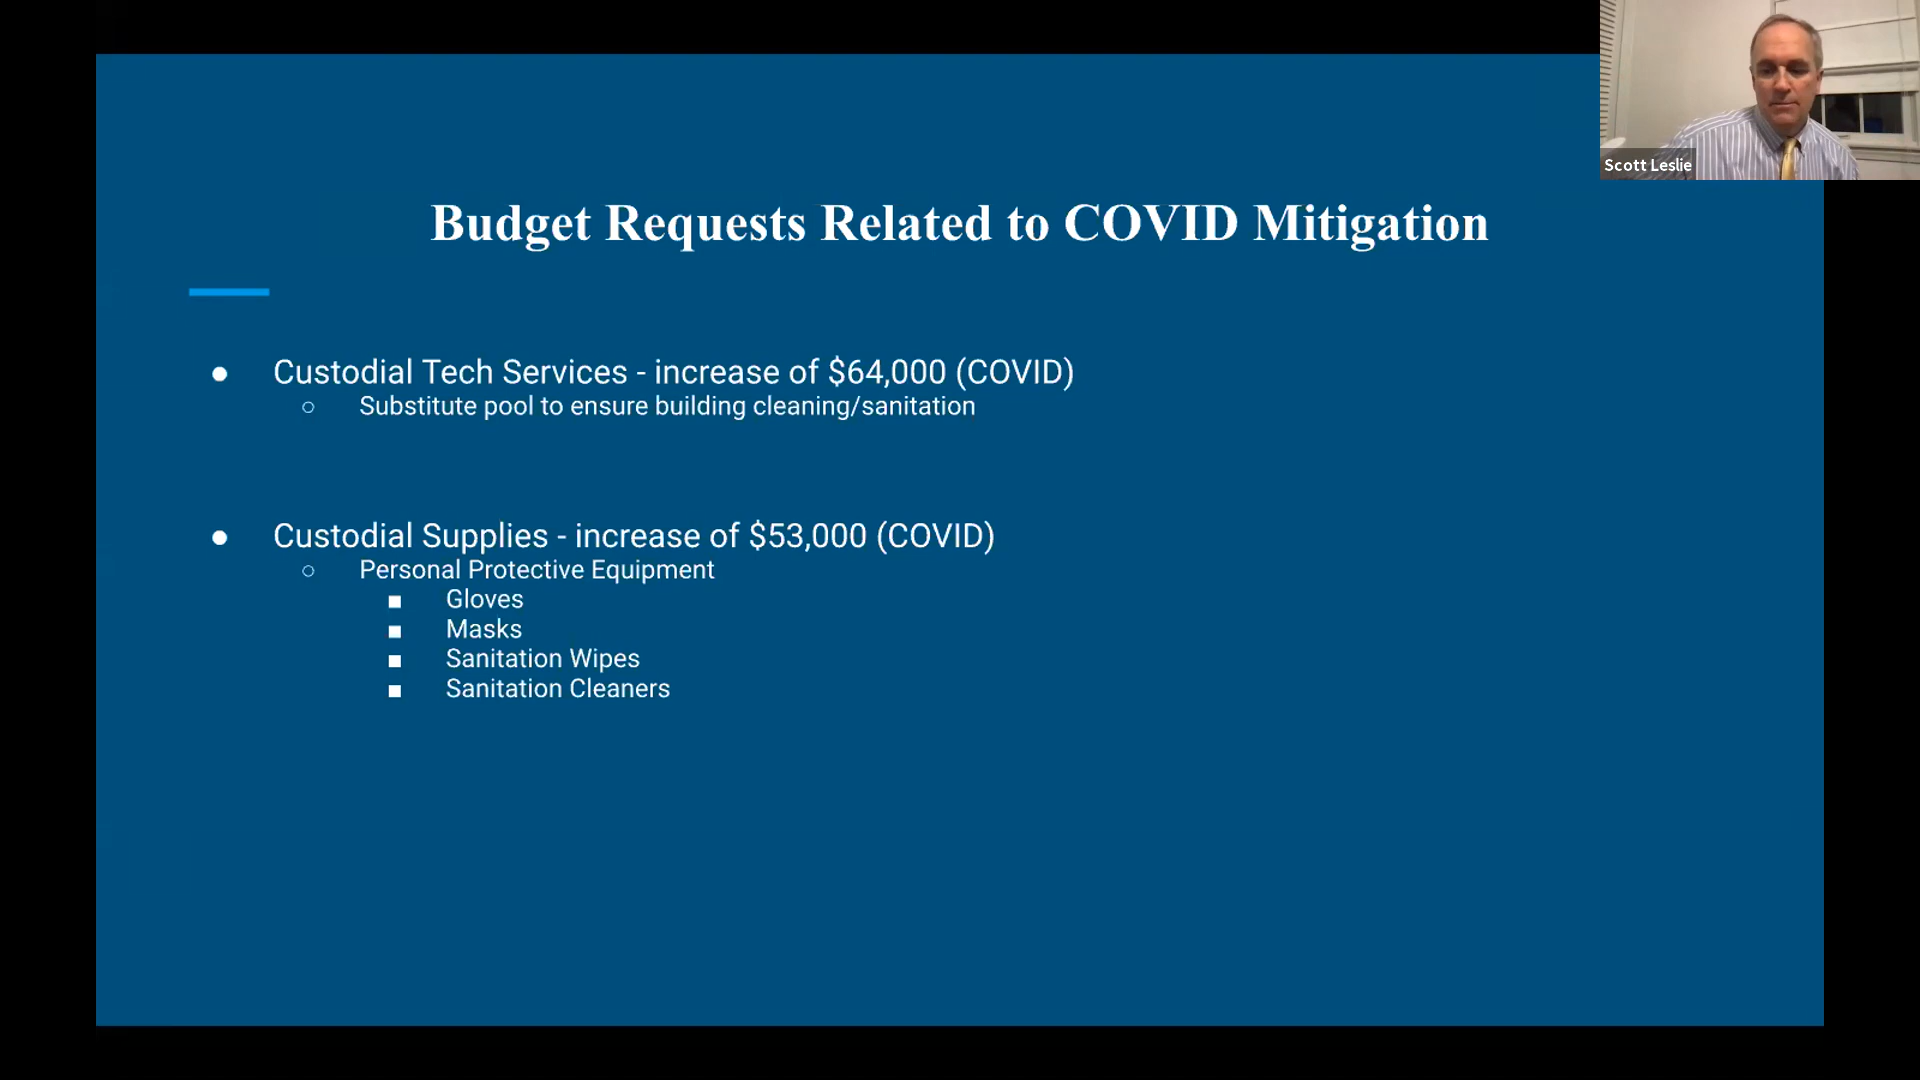 Scott Leslie
Budget Requests Related to COVID Mitigation
● Custodial Tech Services - increase of $64,000 (COVID)
○ Substitute pool to ensure building cleaning/sanitation
● Custodial Supplies - increase of $53,000 (COVID)
○ Personal Protective Equipment
■ Gloves
■ Masks
■ Sanitation Wipes
■ Sanitation Cleaners